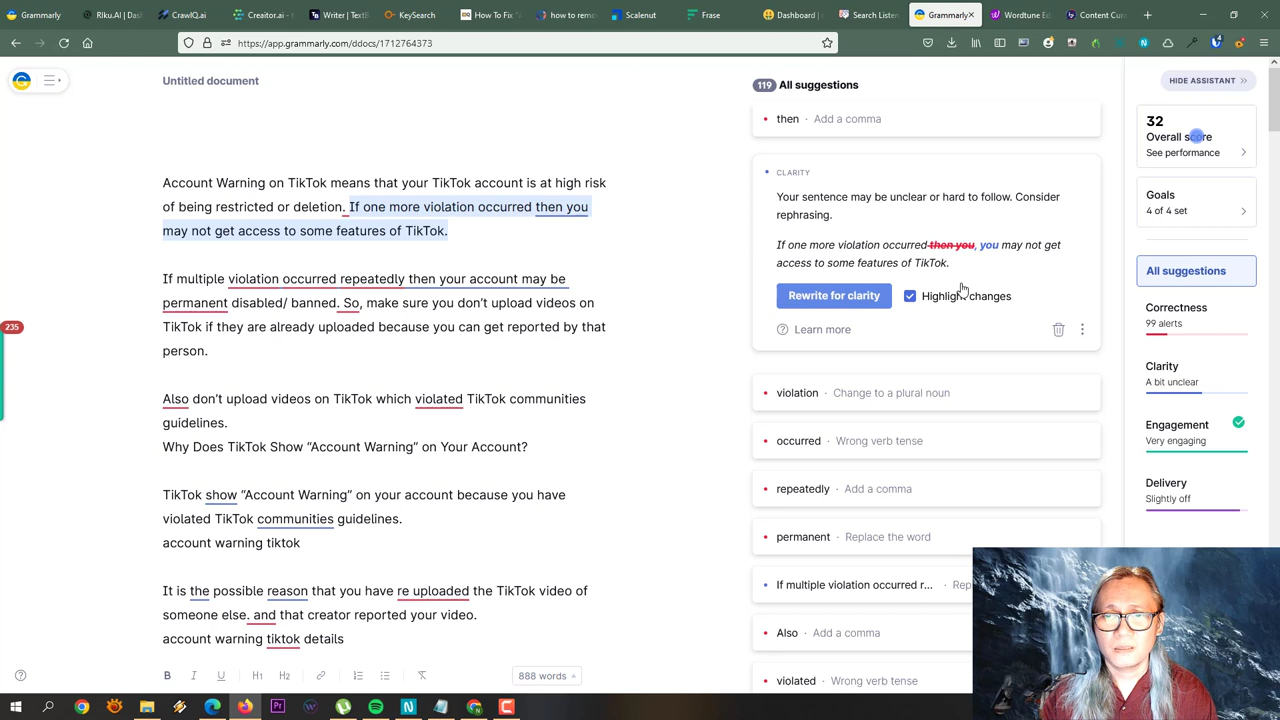 Grammarly
Riku.AI | Dash
CrawlQ.ai
Creator.ai -
Writer | TextB
KeySearch
How To Fix "
how to remo
Scalenut
Frase
Dashboard |
Search Listen
Grammarly
Wordtune Ed
Content Cur
https://app.grammarly.com/ddocs/1712764373
Untitled document
119 All suggestions
HIDE ASSISTANT
then · Add a comma
32
Overall score
See performance
CLARITY
Account Warning on TikTok means that your TikTok account is at high risk
of being restricted or deletion. If one more violation occurred then you
may not get access to some features of TikTok.
Your sentence may be unclear or hard to follow. Consider
rephrasing.
If one more violation occurred then you, you may not get
access to some features of TikTok.
Rewrite for clarity
Highlight changes
Learn more
Goals
4 of 4 set
All suggestions
Correctness
99 alerts
Clarity
A bit unclear
Engagement
Very engaging
Delivery
Slightly off
If multiple violation occurred repeatedly then your account may be
permanent disabled/ banned. So, make sure you don't upload videos on
TikTok if they are already uploaded because you can get reported by that
person.
235
violation · Change to a plural noun
occurred · Wrong verb tense
repeatedly · Add a comma
permanent · Replace the word
If multiple violation occurred r... · Rep
Also · Add a comma
violated · Wrong verb tense
Also don't upload videos on TikTok which violated TikTok communities
guidelines.
Why Does TikTok Show “Account Warning” on Your Account?
TikTok show “Account Warning” on your account because you have
violated TikTok communities guidelines.
account warning tiktok
It is the possible reason that you have re uploaded the TikTok video of
someone else. and that creator reported your video.
account warning tiktok details
B
I
U
H1
H2
888 words
Pr
N